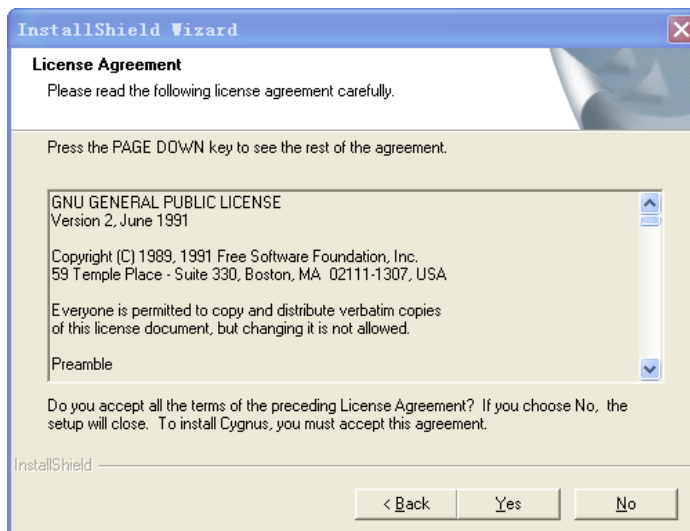 InstallShield Wizard
License Agreement
Please read the following license agreement carefully.
Press the PAGE DOWN key to see the rest of the agreement.
GNU GENERAL PUBLIC LICENSE
Version 2, June 1991
Copyright (C) 1989, 1991 Free Software Foundation, Inc.
59 Temple Place - Suite 330, Boston, MA  02111-1307, USA
Everyone is permitted to copy and distribute verbatim copies
of this license document, but changing it is not allowed.
Preamble
Do you accept all the terms of the preceding License Agreement?  If you choose No,  the
setup will close.  To install Cygnus, you must accept this agreement.
InstallShield
< Back
Yes
No